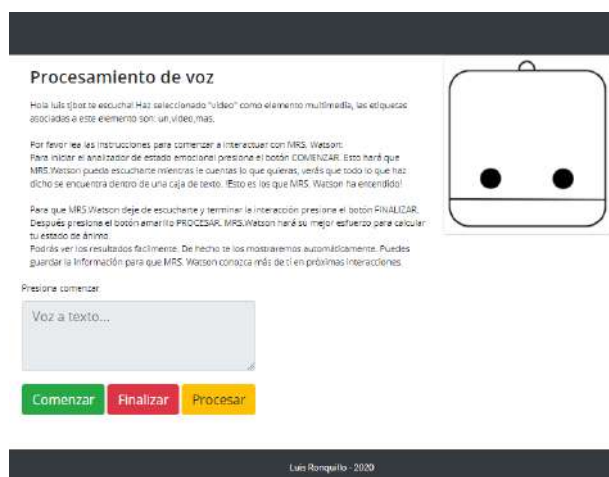 Procesamiento de voz
Hola luis tjbot te escucha! Haz seleccionado "video" como elemento multimedia, las etiquetas
asociadas a este elemento son: un,video,mas.
Por favor lea las instrucciones para comenzar a interactuar con MRS. Watson:
Para iniciar el analizador de estado emocional presiona el botón COMENZAR. Esto hará que
MRS.Watson pueda escucharte mientras le cuentas lo que quieras, verás que todo lo que haz
dicho se encuentra dentro de una caja de texto. !Esto es los que MRS. Watson ha entendido!
Para que MRS.Watson deje de escucharte y terminar la interacción presione el botón FINALIZAR.
Después presiona el botón amarillo PROCESAR. MRS.Watson hará su mejor esfuerzo para calcular
tu estado de ánimo.
Podrás ver los resultados facilmente. De hecho te los mostraremos automáticamente. Puedes
guardar la información para que MRS. Watson conozca más de ti en próximas interacciones.
Presiona comenzar
Voz a texto...
Comenzar Finalizar Procesar
Luis Ronquillo - 2020